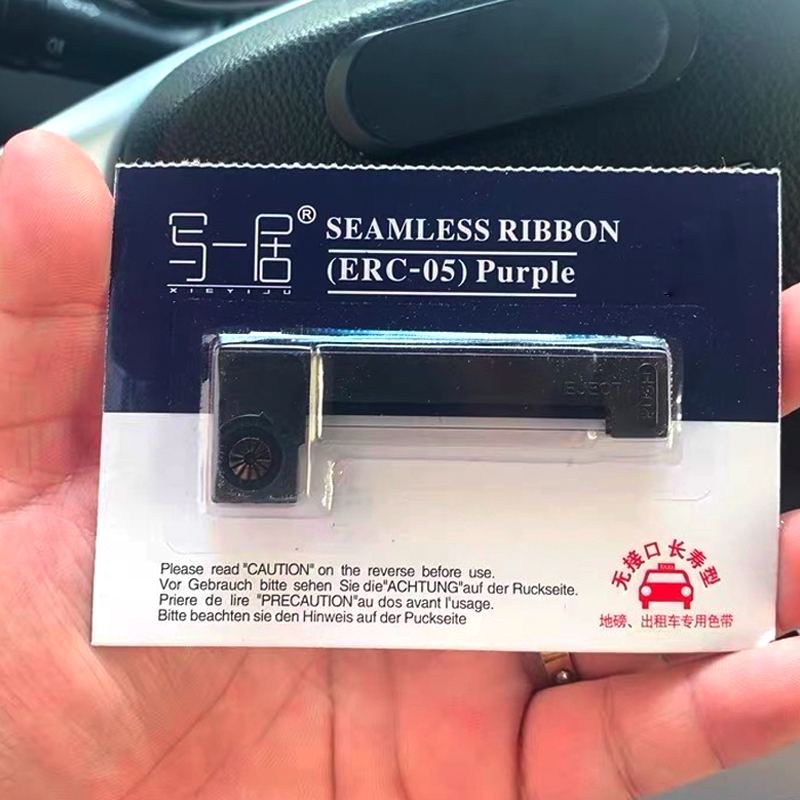 写一居® SEAMLESS RIBBON
XIEYIJU (ERC-05) Purple
EJECT PUSH
Please read "CAUTION" on the reverse before use.
Vor Gebrauch bitte sehen Sie die"ACHTUNG"auf der Ruckseite.
Priere de lire "PRECAUTION"au dos avant l'usage.
Bitte beachten sie den Hinweis auf der Puckseite
无接口长寿型
TAXI
地磅、出租车专用色带